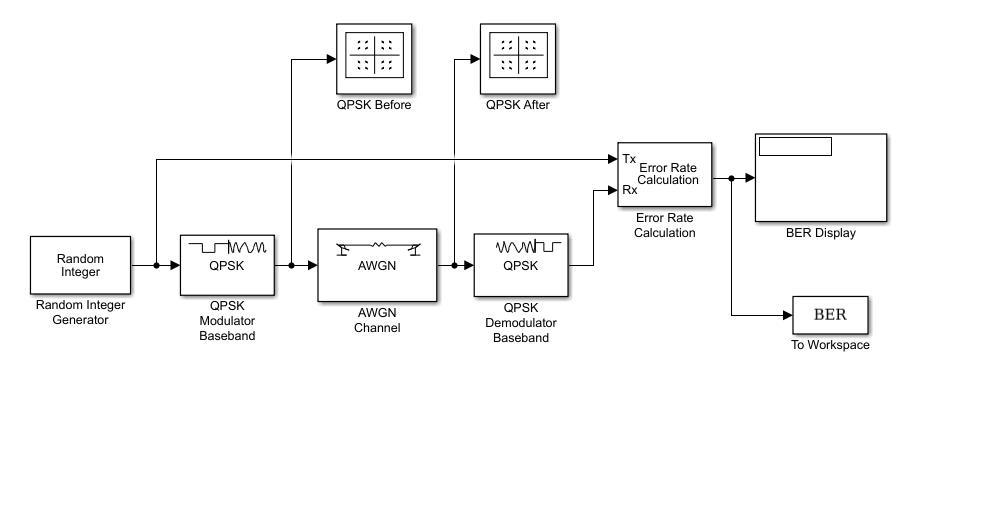 QPSK Before
QPSK After
Tx
Rx
Error Rate
Calculation
Error Rate
Calculation
BER Display
Random
Integer
Random Integer
Generator
QPSK
QPSK
Modulator
Baseband
AWGN
AWGN
Channel
QPSK
QPSK
Demodulator
Baseband
BER
To Workspace